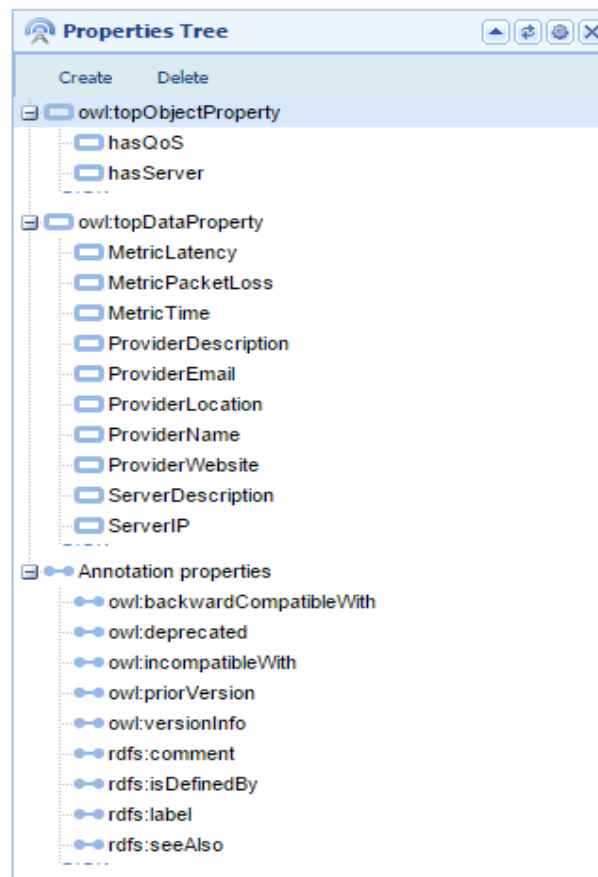 Properties Tree
Create Delete
owl:topObjectProperty
hasQoS
hasServer
owl:topDataProperty
MetricLatency
MetricPacketLoss
MetricTime
ProviderDescription
ProviderEmail
ProviderLocation
ProviderName
ProviderWebsite
ServerDescription
ServerIP
Annotation properties
owl:backwardCompatibleWith
owl:deprecated
owl:incompatibleWith
owl:priorVersion
owl:versionInfo
rdfs:comment
rdfs:isDefinedBy
rdfs:label
rdfs:seeAlso